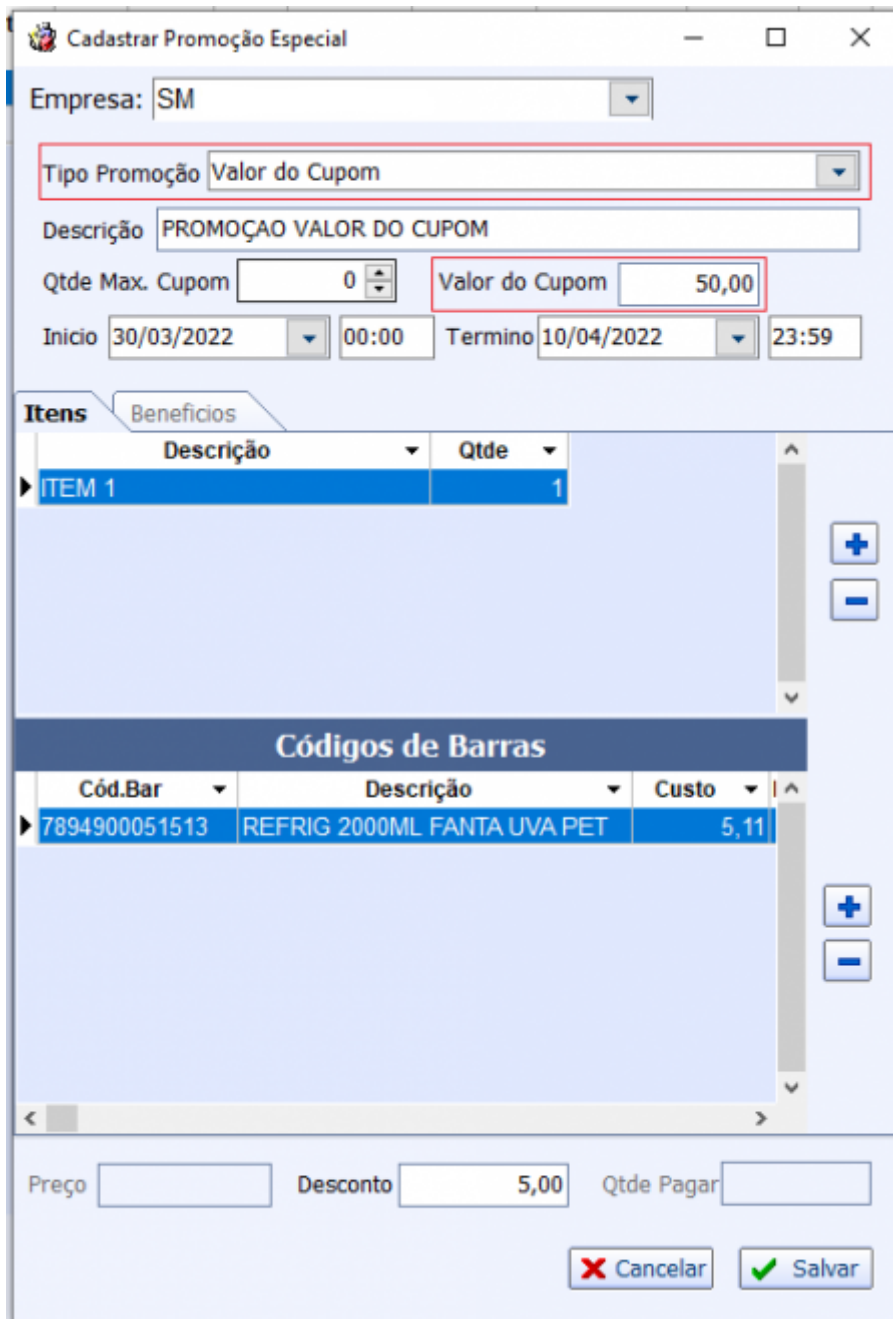 Cadastrar Promoção Especial
Empresa: SM
Tipo Promoção Valor do Cupom
Descrição PROMOÇAO VALOR DO CUPOM
Qtde Max. Cupom 0 Valor do Cupom 50,00
Inicio 30/03/2022 00:00 Termino 10/04/2022 23:59
Itens Beneficios
Descrição Qtde
ITEM 1 1
Códigos de Barras
Cód.Bar Descrição Custo
7894900051513 REFRIG 2000ML FANTA UVA PET 5,11
Preço Desconto 5,00 Qtde Pagar
Cancelar Salvar